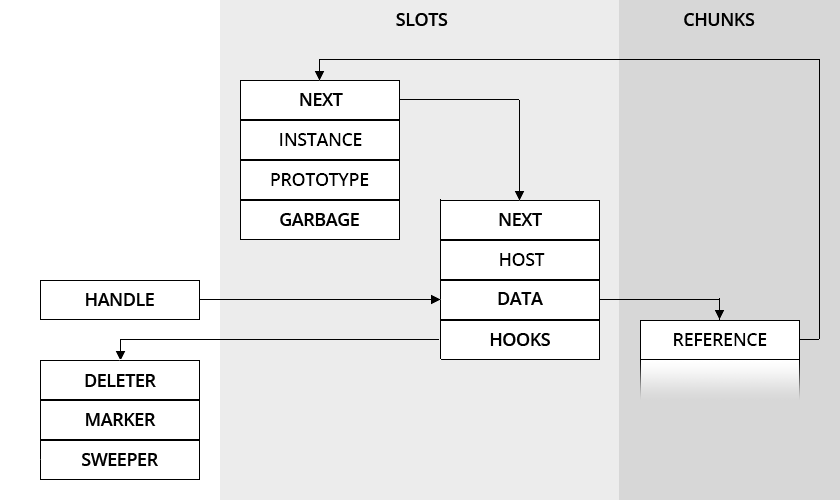 SLOTS
CHUNKS
NEXT
INSTANCE
PROTOTYPE
GARBAGE
NEXT
HOST
DATA
HOOKS
HANDLE
REFERENCE
DELETER
MARKER
SWEEPER